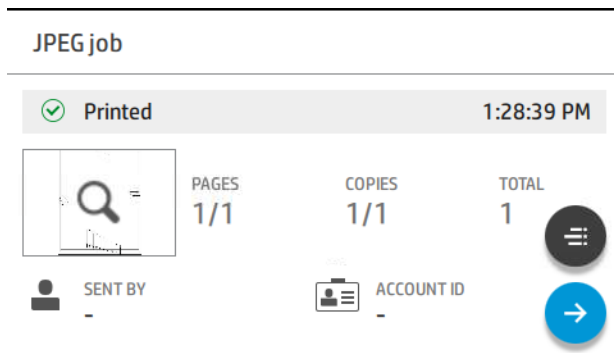 JPEG job
Printed 1:28:39 PM
PAGES COPIES TOTAL
1/1 1/1 1
SENT BY ACCOUNT ID
- -